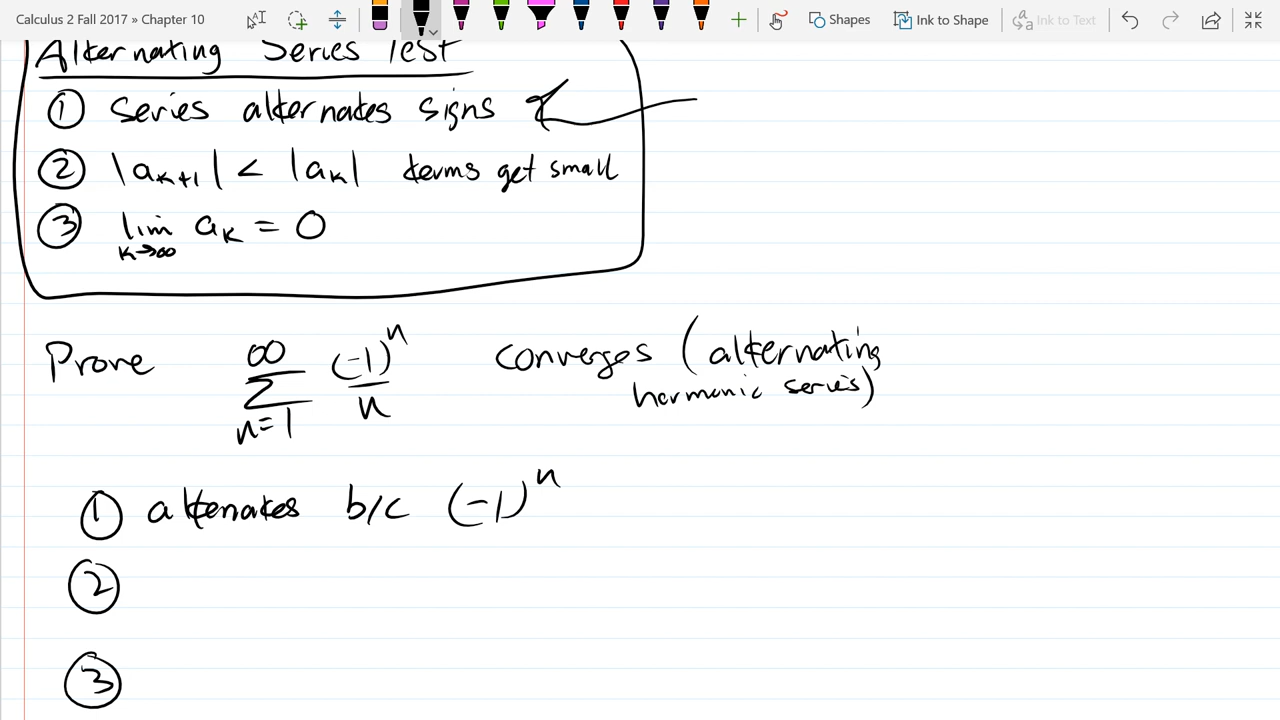 Calculus 2 Fall 2017 » Chapter 10
Shapes
Ink to Shape
Ink to Text
Alternating Series Test
① Series alternates signs
② |aₖ₊₁| < |aₖ| terms get small
③ lim aₖ = 0
k→∞
Prove ∞ ∑ n=1 (-1)ⁿ/n converges (alternating
harmonic series)
① altenates b/c (-1)ⁿ
②
③